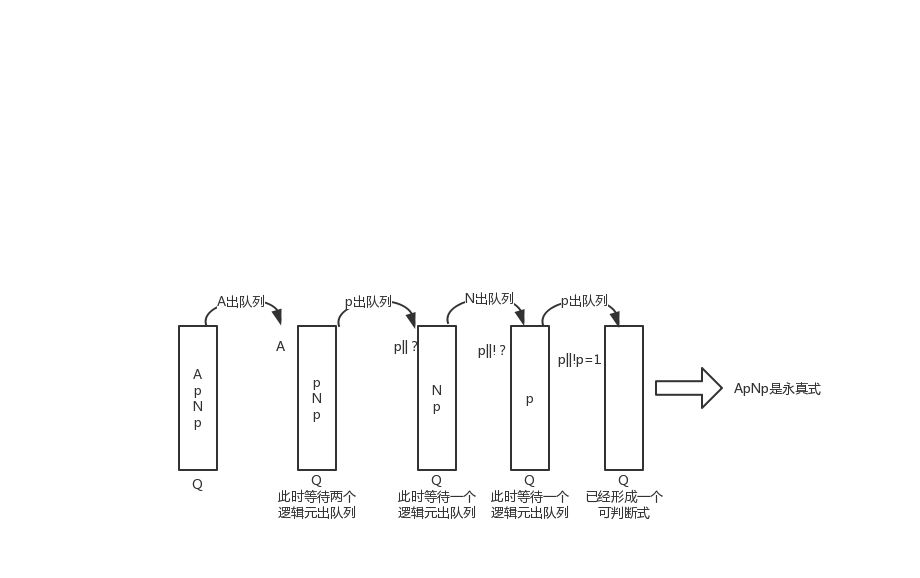 A出队列
p出队列
N出队列
p出队列
A
p|| ?
p||! ?
p||!p=1
A
p
N
p
p
N
p
N
p
p
ApNp是永真式
Q
Q
此时等待两个
逻辑元出队列
Q
此时等待一个
逻辑元出队列
Q
此时等待一个
逻辑元出队列
Q
已经形成一个
可判断式